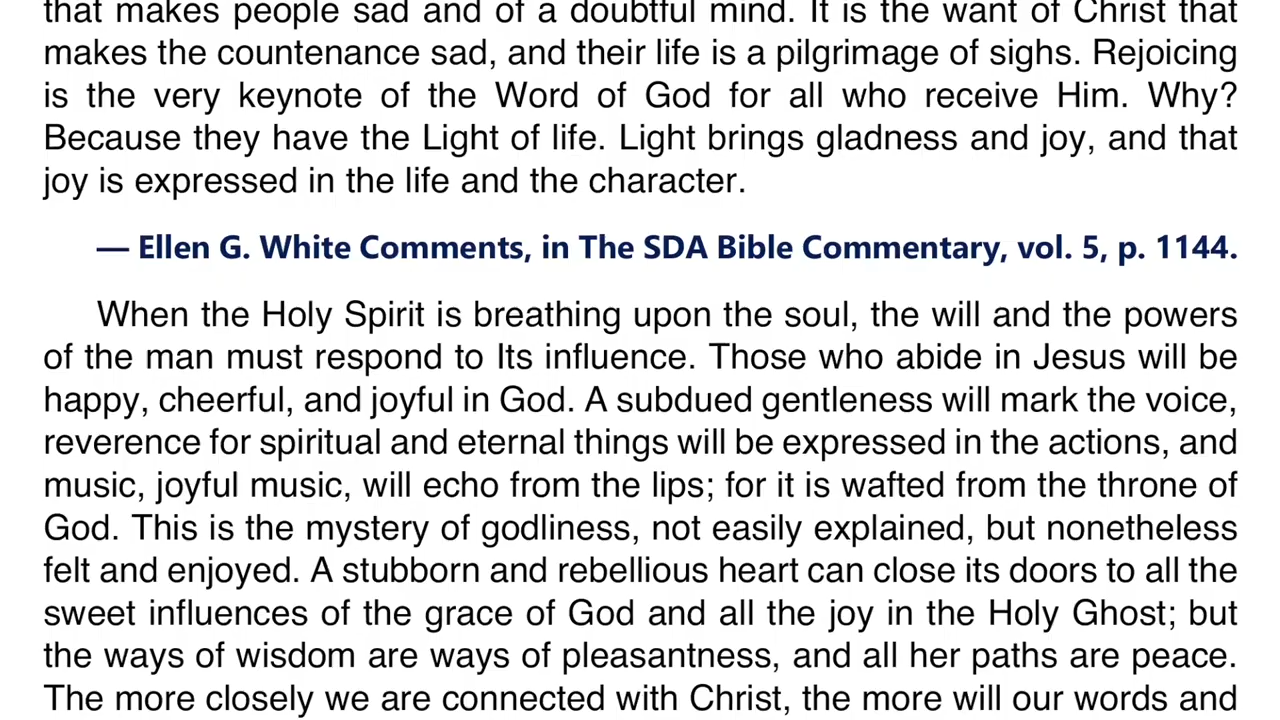 that makes people sad and of a doubtful mind. It is the want of Christ that
makes the countenance sad, and their life is a pilgrimage of sighs. Rejoicing
is the very keynote of the Word of God for all who receive Him. Why?
Because they have the Light of life. Light brings gladness and joy, and that
joy is expressed in the life and the character.
— Ellen G. White Comments, in The SDA Bible Commentary, vol. 5, p. 1144.
When the Holy Spirit is breathing upon the soul, the will and the powers
of the man must respond to Its influence. Those who abide in Jesus will be
happy, cheerful, and joyful in God. A subdued gentleness will mark the voice,
reverence for spiritual and eternal things will be expressed in the actions, and
music, joyful music, will echo from the lips; for it is wafted from the throne of
God. This is the mystery of godliness, not easily explained, but nonetheless
felt and enjoyed. A stubborn and rebellious heart can close its doors to all the
sweet influences of the grace of God and all the joy in the Holy Ghost; but
the ways of wisdom are ways of pleasantness, and all her paths are peace.
The more closely we are connected with Christ, the more will our words and